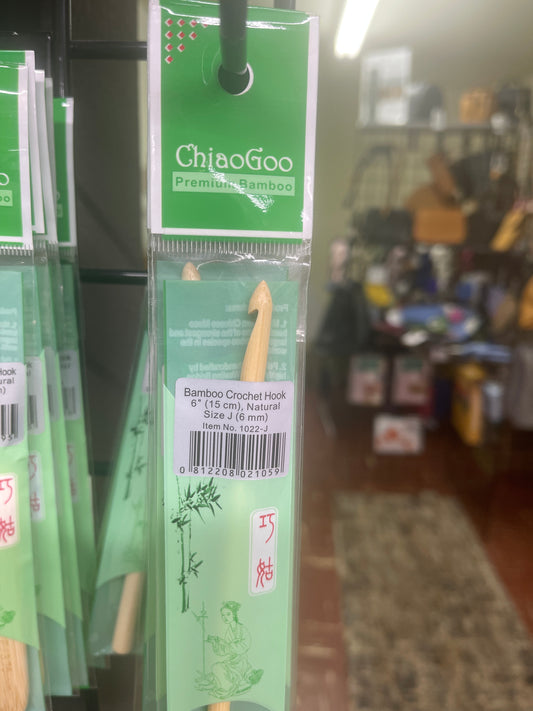 ChiaoGoo
Premium Bamboo
Bamboo Crochet Hook
6" (15 cm), Natural
Size J (6 mm)
Item No. 1022-J
0 812208 021059
巧
姑